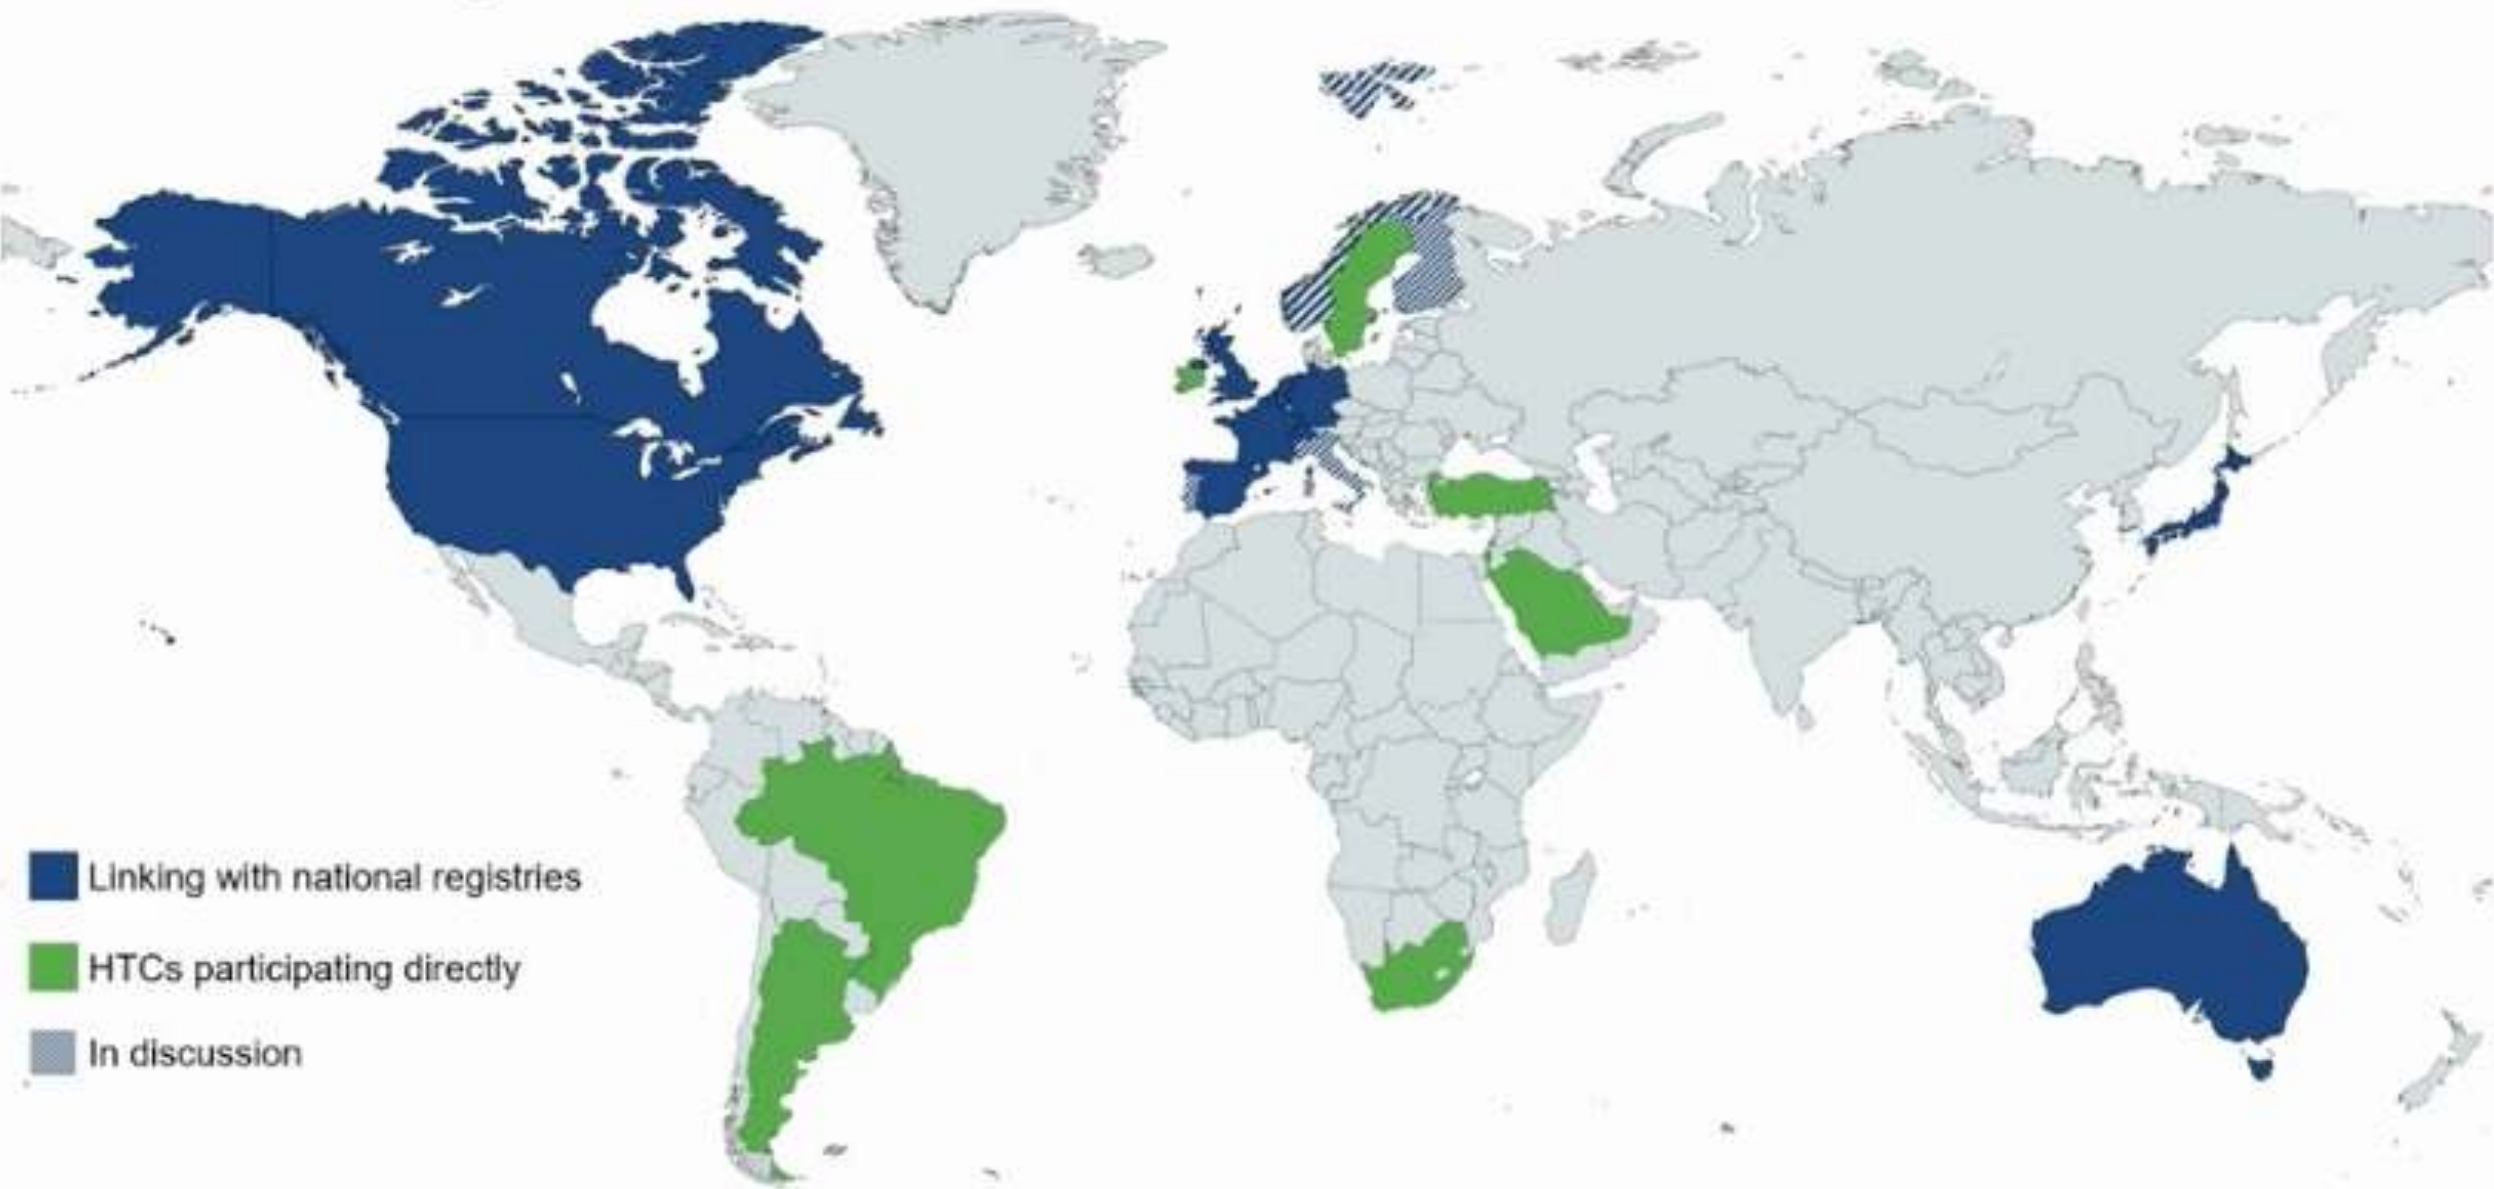 Linking with national registries
HTCs participating directly
In discussion